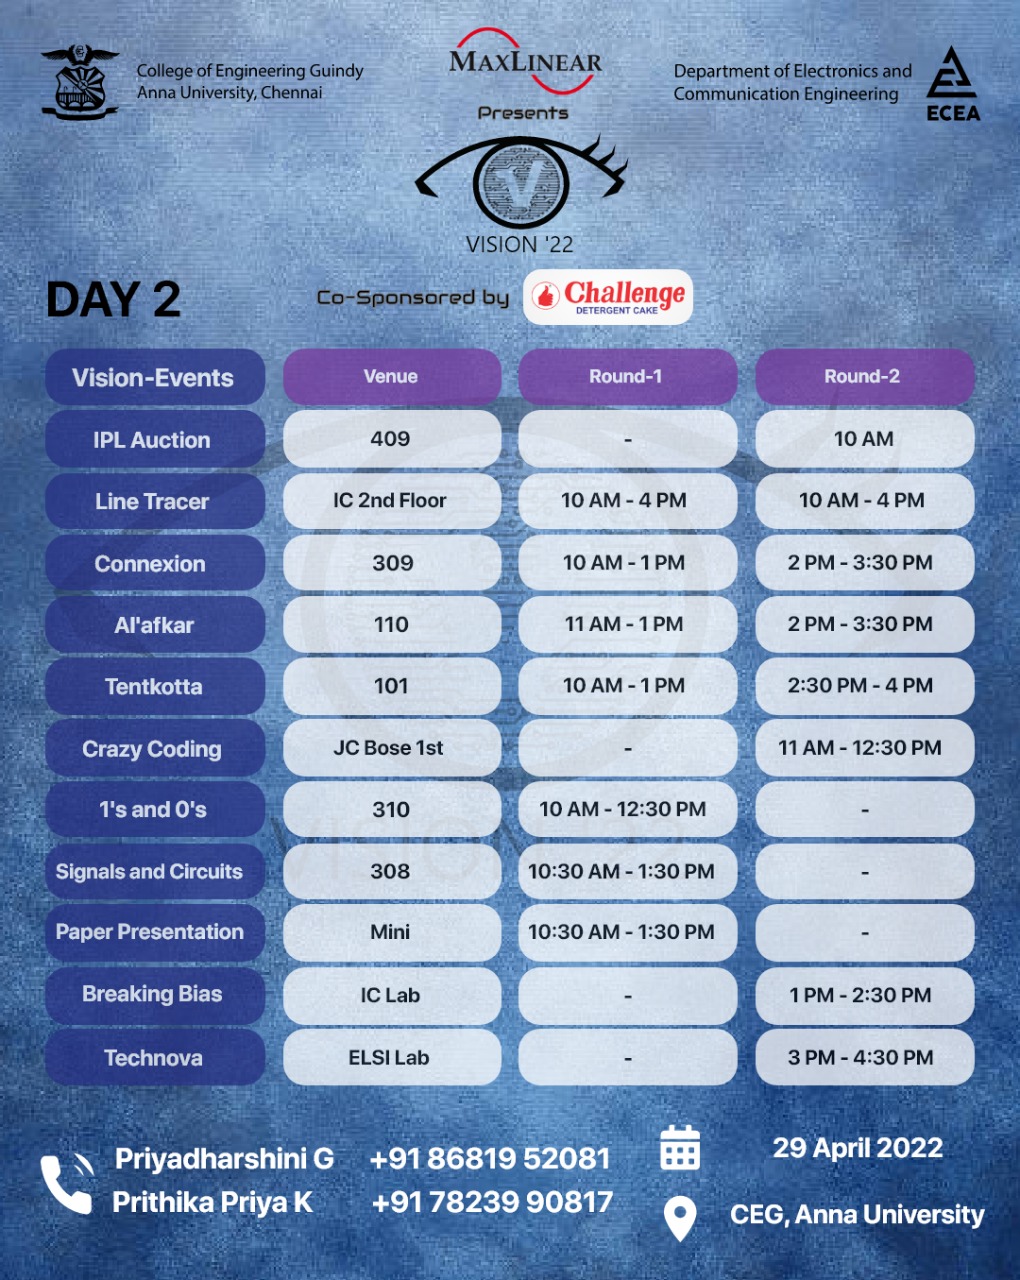 College of Engineering Guindy
Anna University, Chennai
MAXLINEAR
Presents
Department of Electronics and
Communication Engineering
ECEA
V
VISION '22
DAY 2
Co-Sponsored by
Challenge
DETERGENT CAKE
Vision-Events Venue Round-1 Round-2
IPL Auction 409 - 10 AM
Line Tracer IC 2nd Floor 10 AM - 4 PM 10 AM - 4 PM
Connexion 309 10 AM - 1 PM 2 PM - 3:30 PM
Al'afkar 110 11 AM - 1 PM 2 PM - 3:30 PM
Tentkotta 101 10 AM - 1 PM 2:30 PM - 4 PM
Crazy Coding JC Bose 1st - 11 AM - 12:30 PM
1's and 0's 310 10 AM - 12:30 PM -
Signals and Circuits 308 10:30 AM - 1:30 PM -
Paper Presentation Mini 10:30 AM - 1:30 PM -
Breaking Bias IC Lab - 1 PM - 2:30 PM
Technova ELSI Lab - 3 PM - 4:30 PM
VISION '22
Priyadharshini G +91 86819 52081
Prithika Priya K +91 78239 90817
29 April 2022
CEG, Anna University